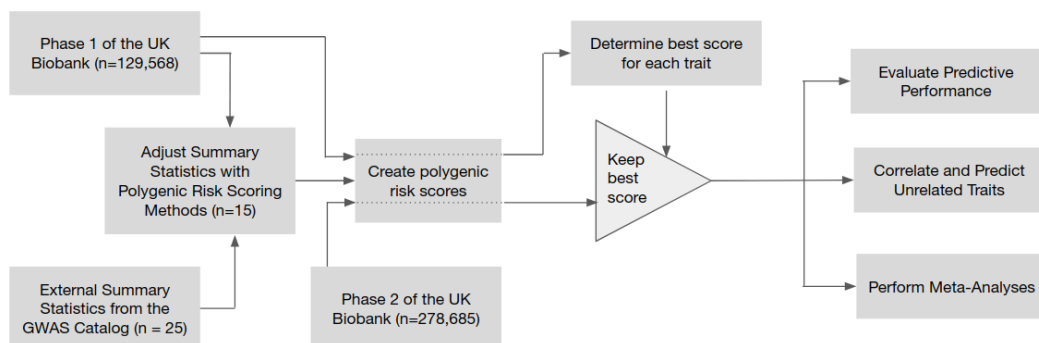 Phase 1 of the UK
Biobank (n=129,568)
Adjust Summary
Statistics with
Polygenic Risk Scoring
Methods (n=15)
External Summary
Statistics from the
GWAS Catalog (n = 25)
Create polygenic
risk scores
Phase 2 of the UK
Biobank (n=278,685)
Determine best score
for each trait
Keep
best
score
Evaluate Predictive
Performance
Correlate and Predict
Unrelated Traits
Perform Meta-Analyses